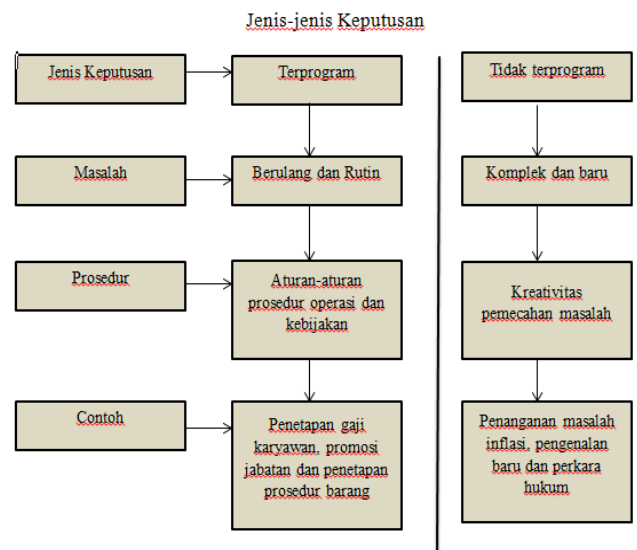 Jenis-jenis Keputusan
Jenis Keputusan
Terprogram
Tidak terprogram
Masalah
Berulang dan Rutin
Komplek dan baru
Prosedur
Aturan-aturan
prosedur operasi dan
kebijakan
Kreativitas
pemecahan masalah
Contoh
Penetapan gaji
karyawan, promosi
jabatan dan penetapan
prosedur barang
Penanganan masalah
inflasi, pengenalan
baru dan perkara
hukum